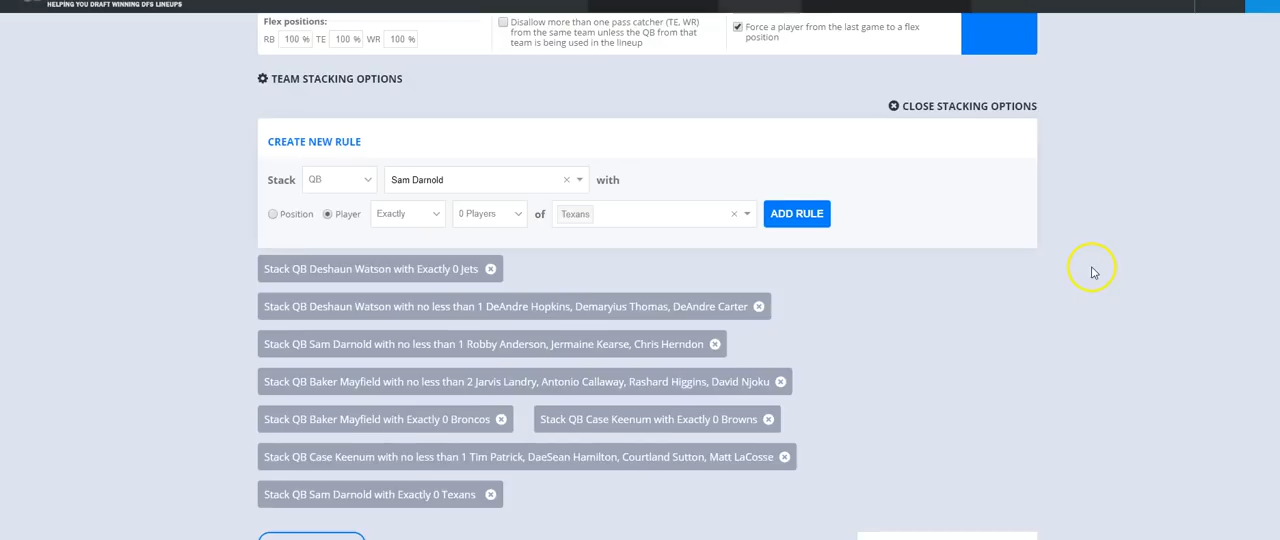 HELPING YOU DRAFT WINNING DFS LINEUPS
Flex positions:
RB 100 % TE 100 % WR 100 %
Disallow more than one pass catcher (TE, WR)
from the same team unless the QB from that
team is being used in the lineup
Force a player from the last game to a flex
position
TEAM STACKING OPTIONS
CLOSE STACKING OPTIONS
CREATE NEW RULE
Stack QB Sam Darnold with
Position Player Exactly 0 Players of Texans ADD RULE
Stack QB Deshaun Watson with Exactly 0 Jets
Stack QB Deshaun Watson with no less than 1 DeAndre Hopkins, Demaryius Thomas, DeAndre Carter
Stack QB Sam Darnold with no less than 1 Robby Anderson, Jermaine Kearse, Chris Herndon
Stack QB Baker Mayfield with no less than 2 Jarvis Landry, Antonio Callaway, Rashard Higgins, David Njoku
Stack QB Baker Mayfield with Exactly 0 Broncos Stack QB Case Keenum with Exactly 0 Browns
Stack QB Case Keenum with no less than 1 Tim Patrick, DaeSean Hamilton, Courtland Sutton, Matt LaCosse
Stack QB Sam Darnold with Exactly 0 Texans